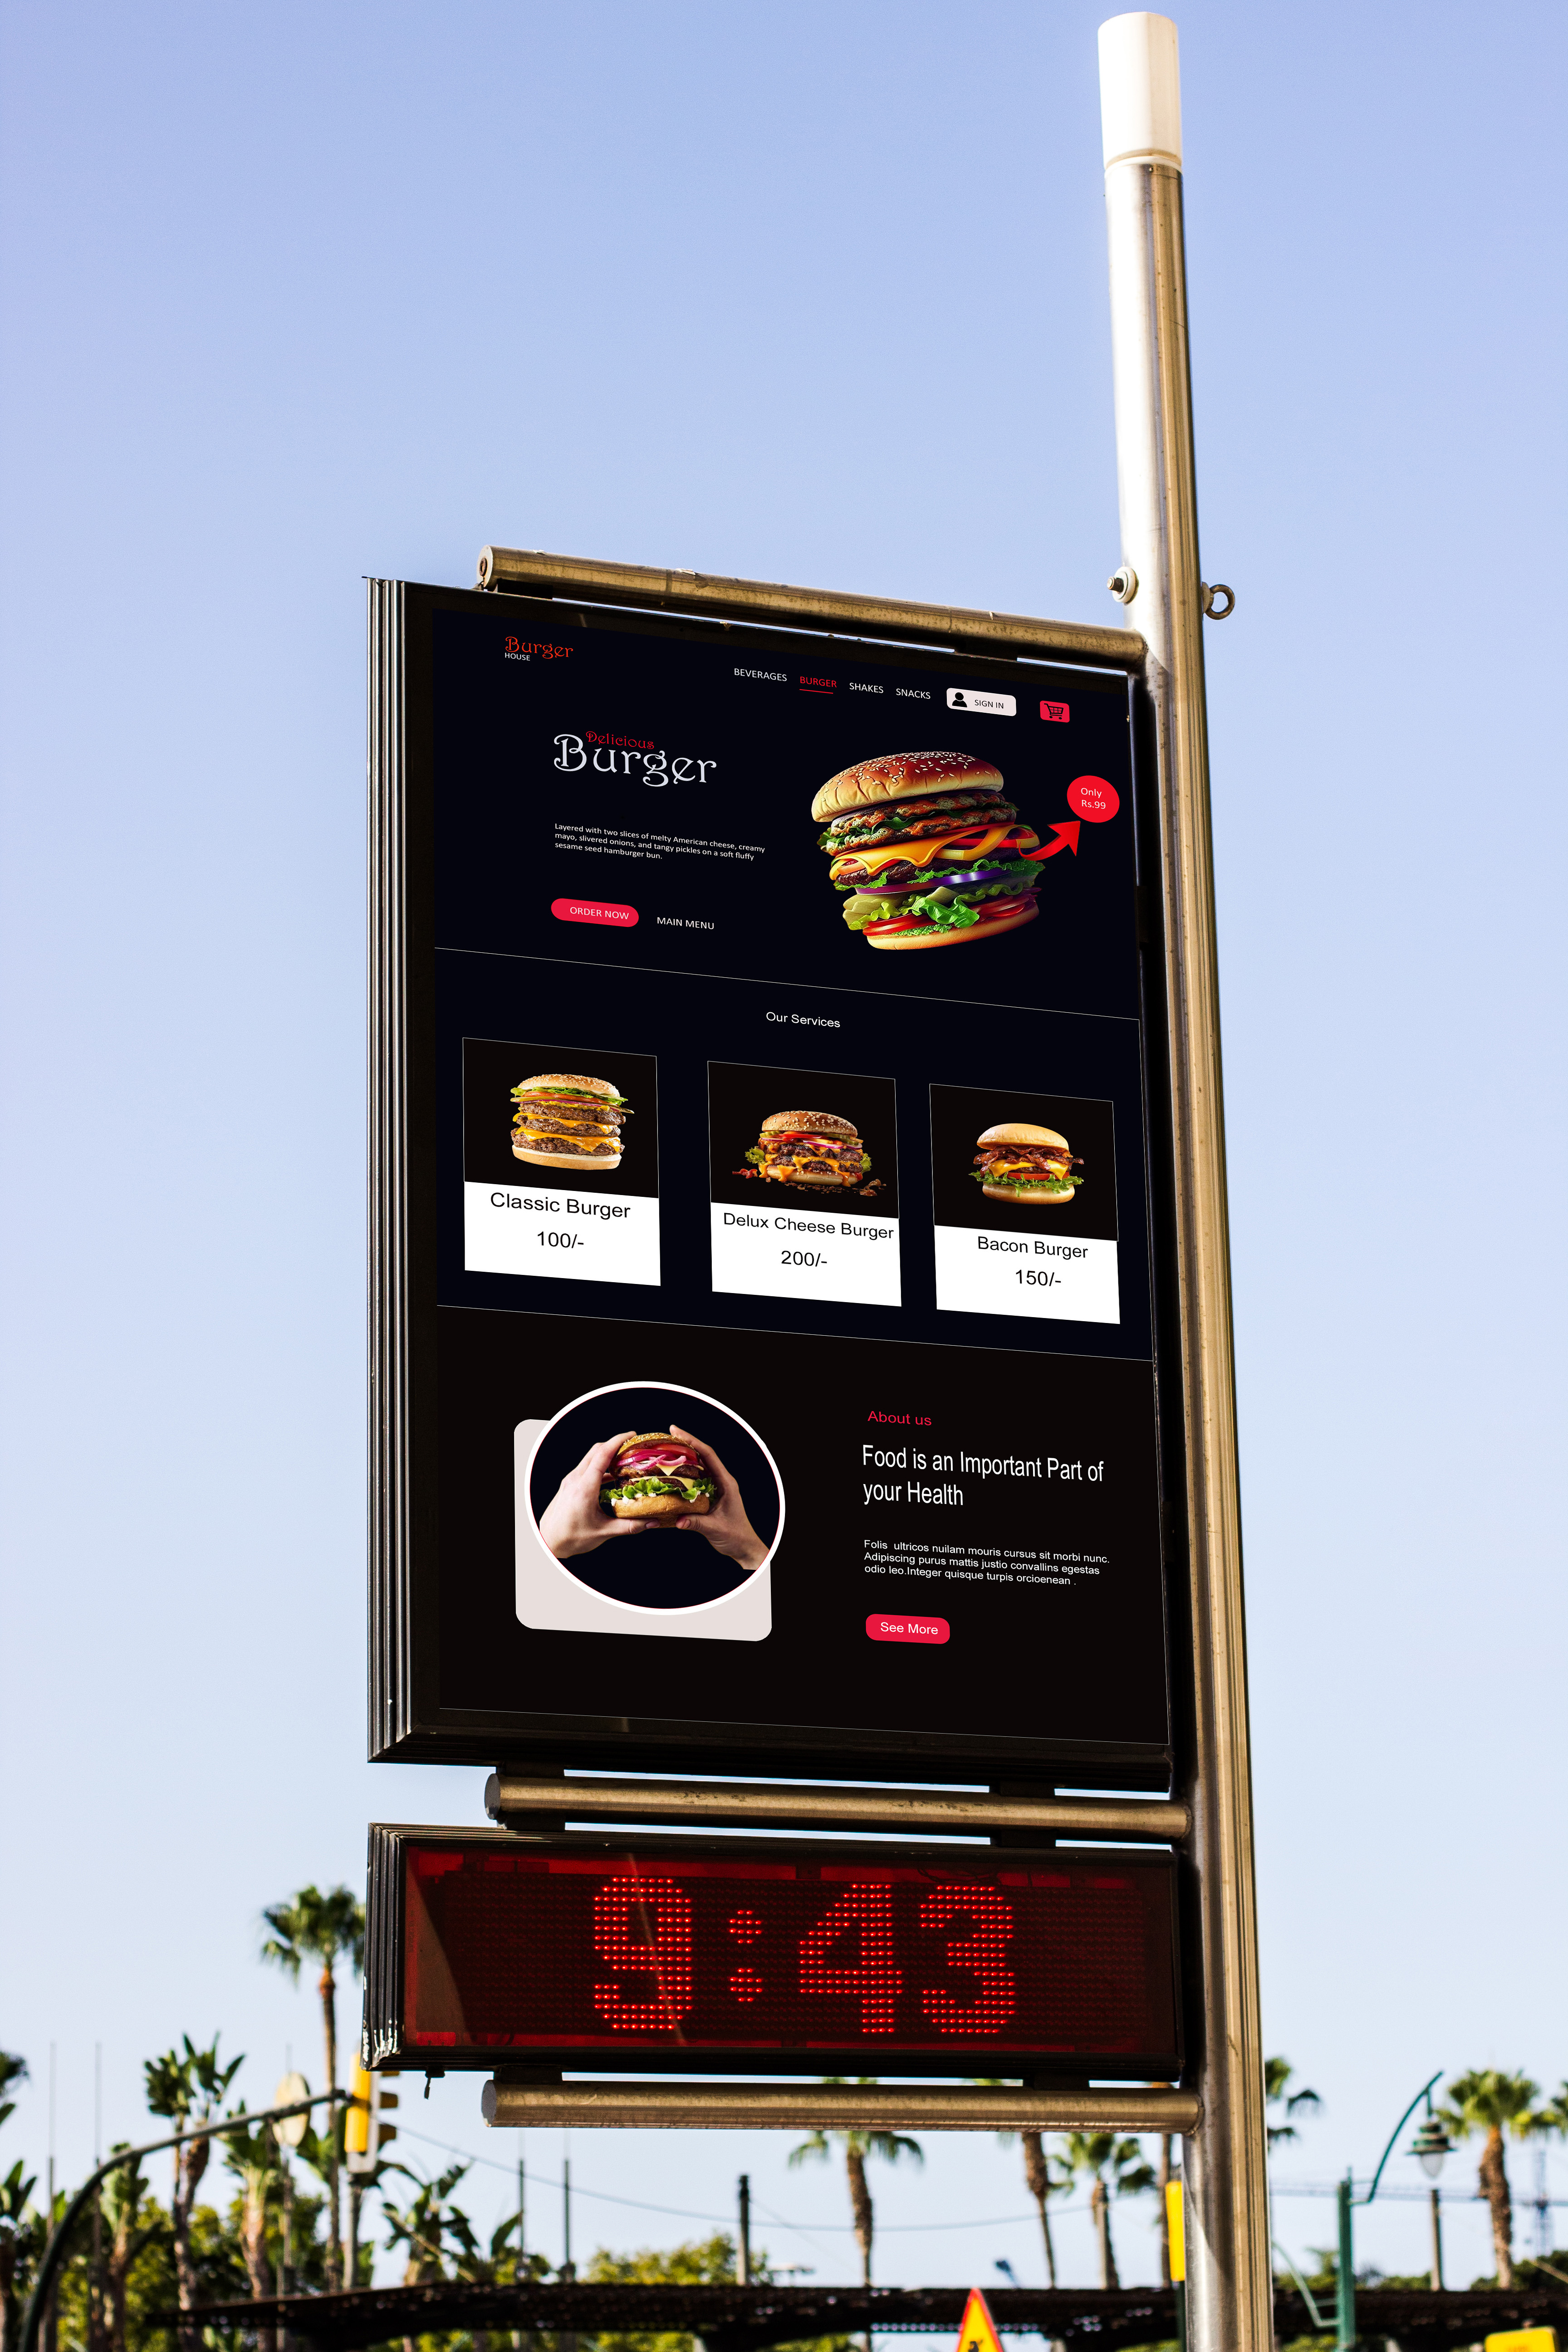 Burger
HOUSE
BEVERAGES BURGER SHAKES SNACKS SIGN IN
Delicious
Burger
Only
Rs.99
Layered with two slices of melty American cheese, creamy
mayo, slivered onions, and tangy pickles on a soft fluffy
sesame seed hamburger bun.
ORDER NOW MAIN MENU
Our Services
Classic Burger
100/-
Delux Cheese Burger
200/-
Bacon Burger
150/-
About us
Food is an Important Part of
your Health
Folis ultricos nuilam mouris cursus sit morbi nunc.
Adipiscing purus mattis justio convallins egestas
odio leo.Integer quisque turpis orcioenean .
See More
9:43